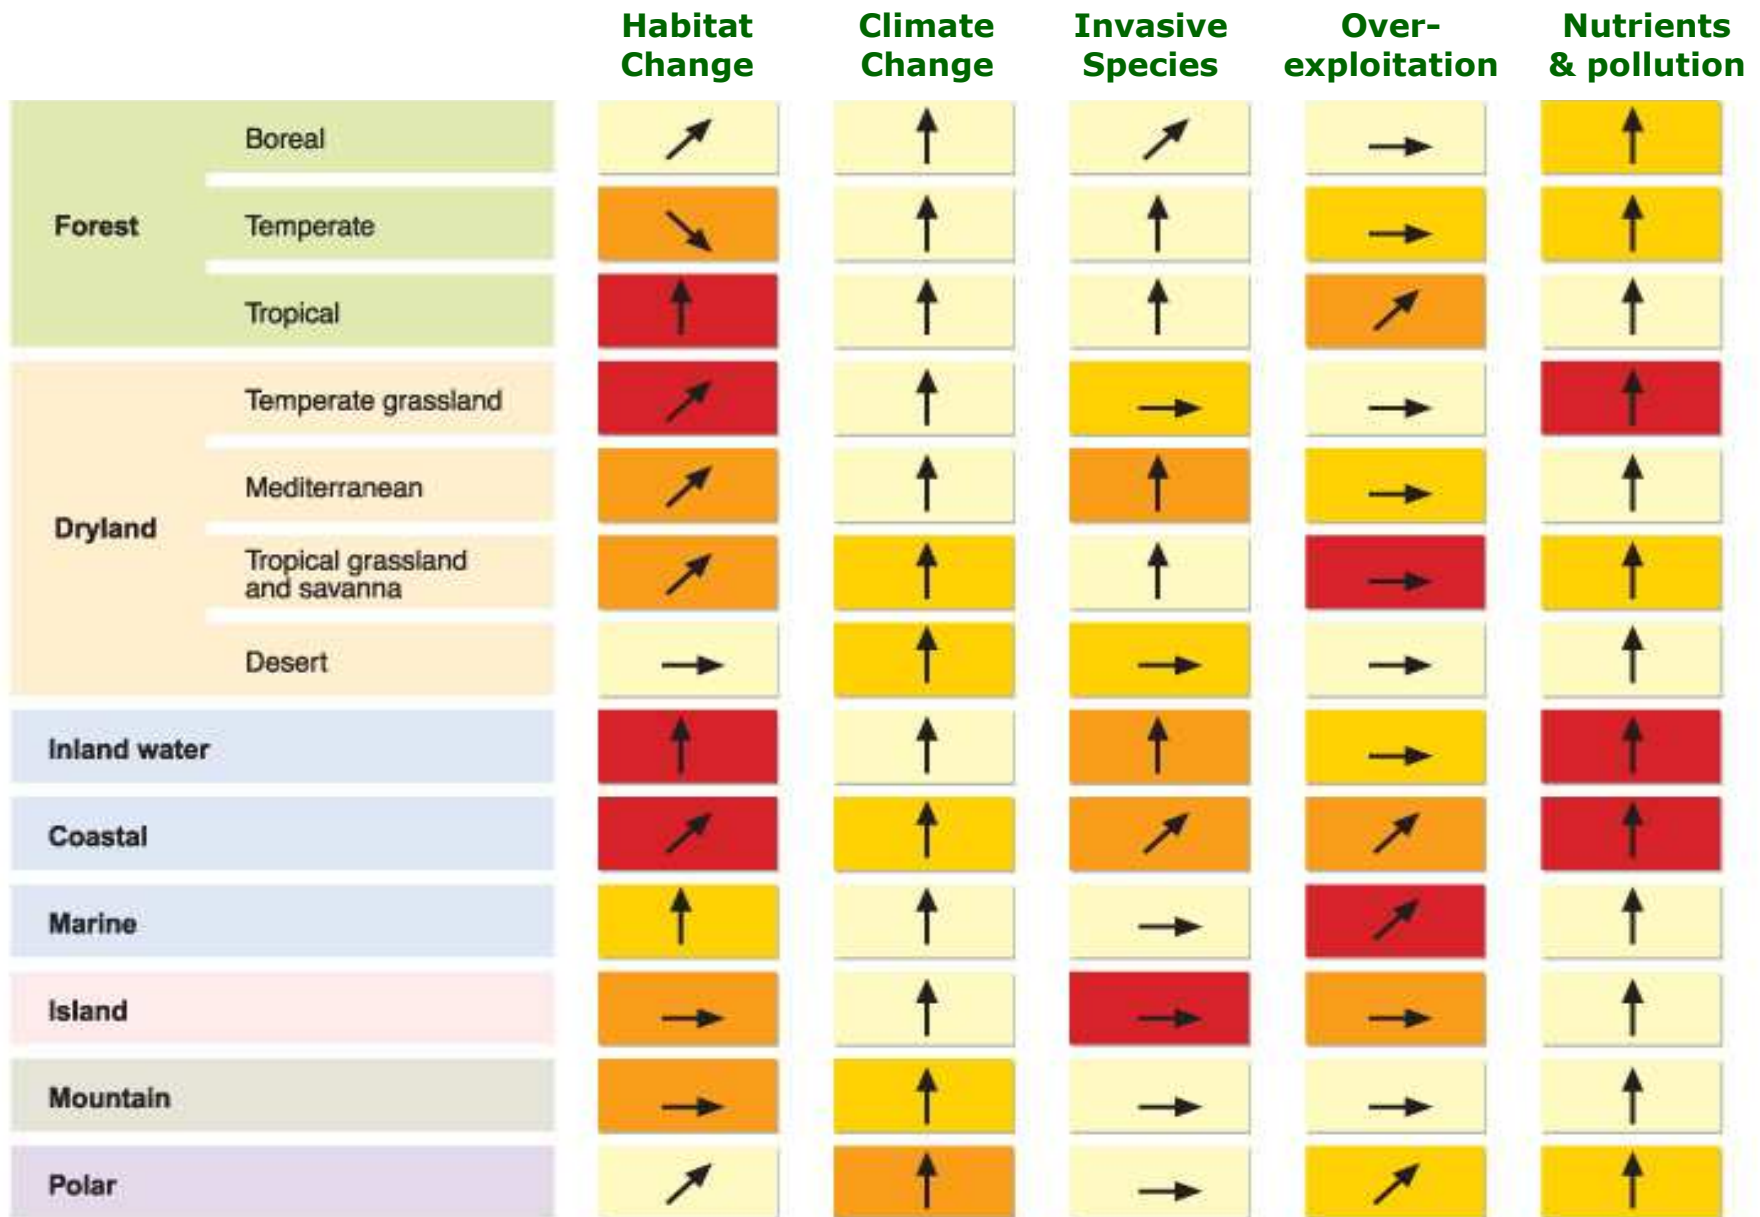 Habitat Change
Climate Change
Invasive Species
Over-exploitation
Nutrients & pollution
Forest
Boreal
Temperate
Tropical
Dryland
Temperate grassland
Mediterranean
Tropical grassland
and savanna
Desert
Inland water
Coastal
Marine
Island
Mountain
Polar